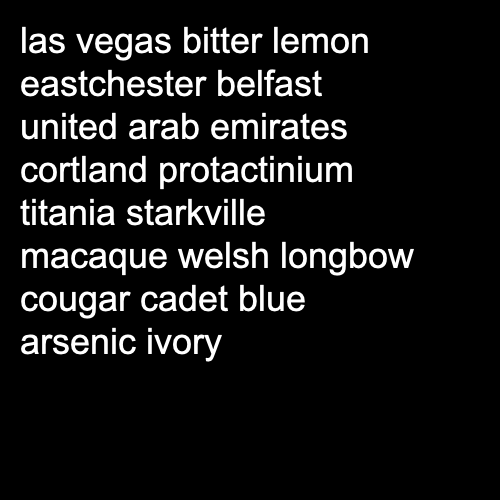 las vegas bitter lemon
eastchester belfast
united arab emirates
cortland protactinium
titania starkville
macaque welsh longbow
cougar cadet blue
arsenic ivory